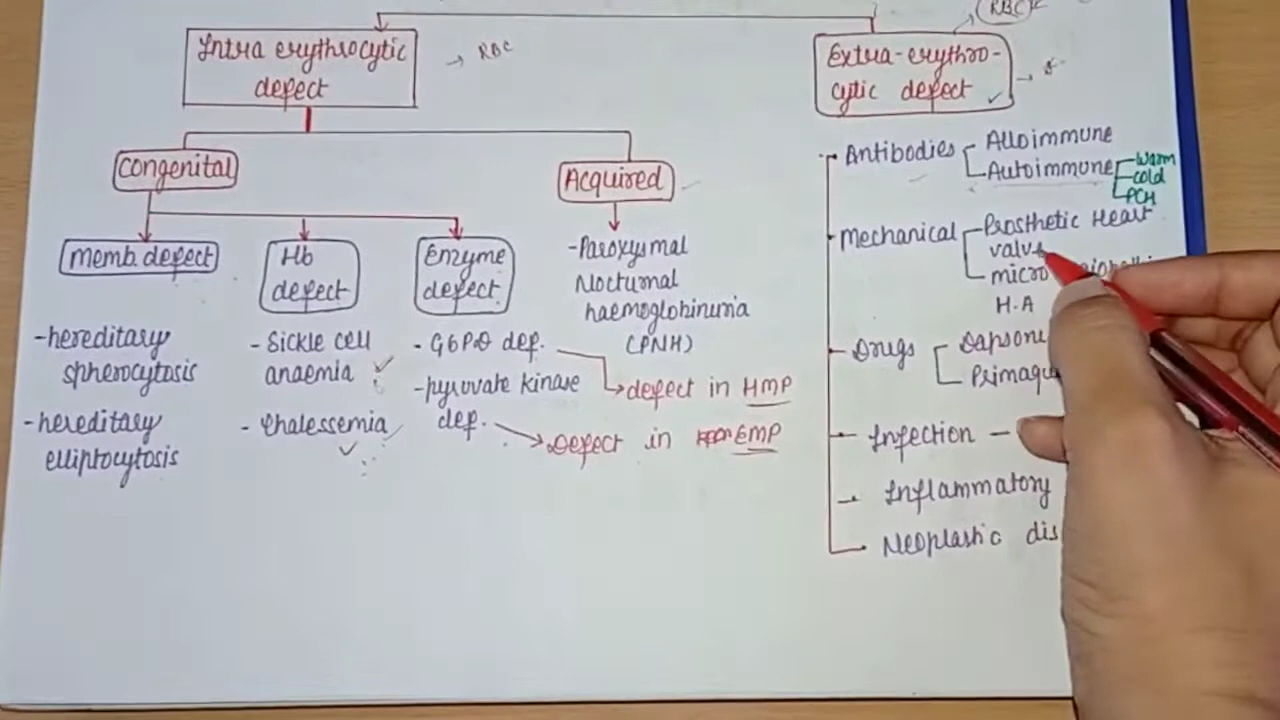 RBC
Intra erythrocytic
defect
→ RBC
Extra-erythro-
cytic defect
Congenital
Acquired
Memb. defect
Hb
defect
Enzyme
defect
-hereditary
spherocytosis
-hereditary
elliptocytosis
- Sickle cell
anaemia
- Thalessemia
- G6PD def.
-pyruvate kinase
def.
defect in HMP
Defect in EMP
-Paroxysmal
Nocturnal
haemoglobinuria
(PNH)
Antibodies
Alloimmune
Autoimmune
Warm
Cold
PCH
Mechanical
Prosthetic Heart
valve
H.A
Drugs
Dapsone
Infection -
Inflammatory
Neoplastic